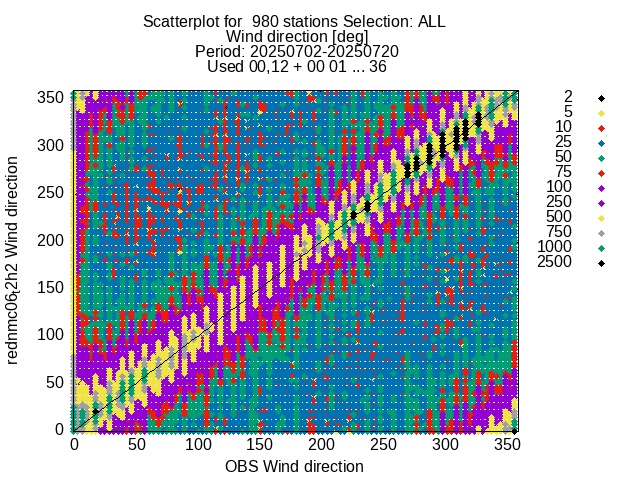 Scatterplot for  980 stations Selection: ALL
Wind direction [deg]
Period: 20250702-20250720
Used 00,12 + 00 01 ... 36
rednmc06,2h2 Wind direction
350
300
250
200
150
100
50
0
0 50 100 150 200 250 300 350
OBS Wind direction
2
5
10
25
50
75
100
250
500
750
1000
2500